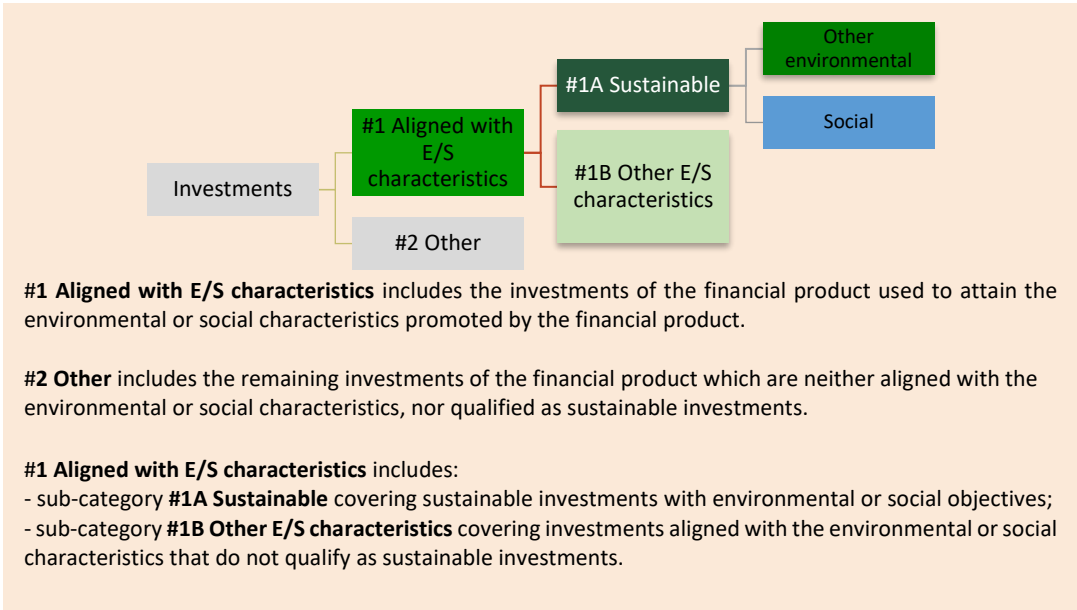 Other
environmental
#1A Sustainable
Social
#1 Aligned with
E/S
characteristics
#1B Other E/S
characteristics
Investments
#2 Other
#1 Aligned with E/S characteristics includes the investments of the financial product used to attain the
environmental or social characteristics promoted by the financial product.
#2 Other includes the remaining investments of the financial product which are neither aligned with the
environmental or social characteristics, nor qualified as sustainable investments.
#1 Aligned with E/S characteristics includes:
- sub-category #1A Sustainable covering sustainable investments with environmental or social objectives;
- sub-category #1B Other E/S characteristics covering investments aligned with the environmental or social
characteristics that do not qualify as sustainable investments.